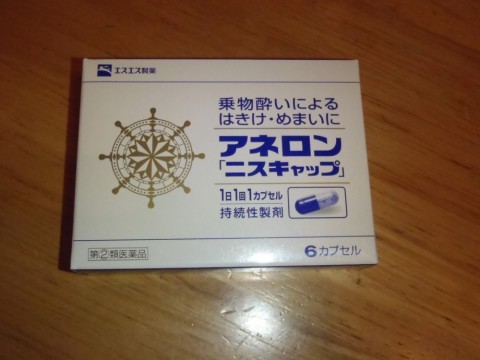 エスエス製薬
乗物酔いによる
はきけ・めまいに
アネロン
「ニスキャップ」
1日1回1カプセル
持続性製剤
指定②類医薬品
6カプセル